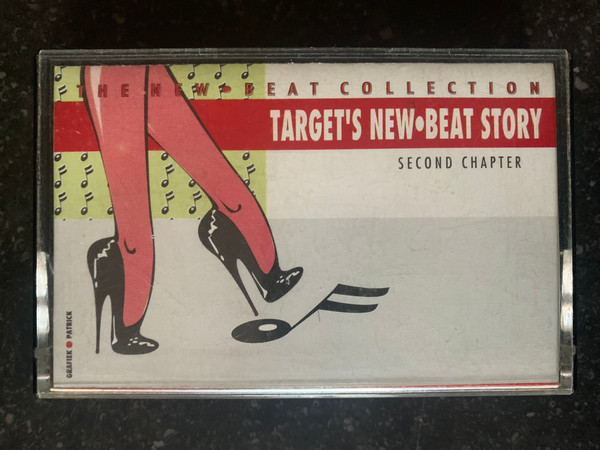 THE NEW•BEAT COLLECTION
TARGET'S NEW•BEAT STORY
SECOND CHAPTER
GRAFIEK • PATRICK